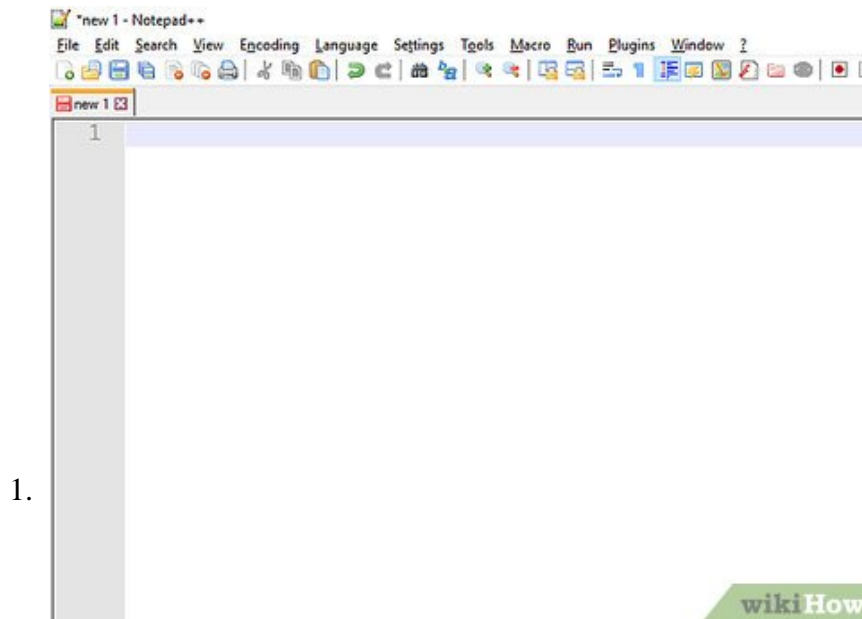 *new 1 - Notepad++
File Edit Search View Encoding Language Settings Tools Macro Run Plugins Window ?
new 1
1
1.
wikiHow